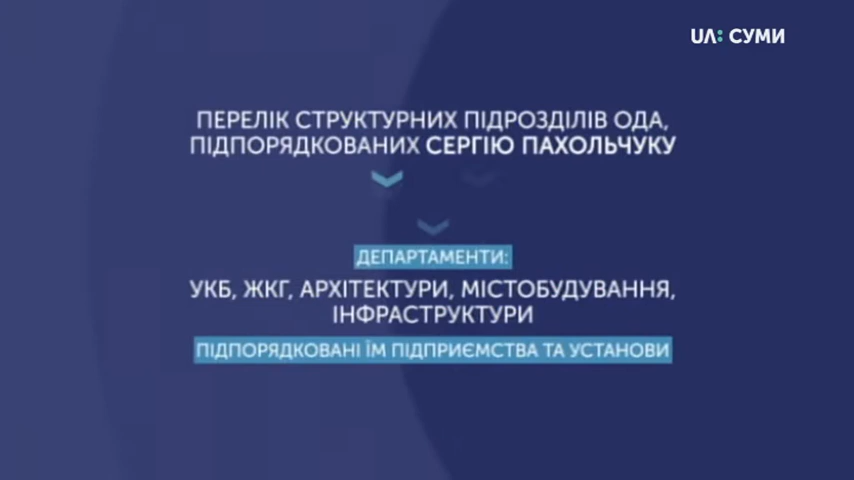 UA: СУМИ
ПЕРЕЛІК СТРУКТУРНИХ ПІДРОЗДІЛІВ ОДА,
ПІДПОРЯДКОВАНИХ СЕРГІЮ ПАХОЛЬЧУКУ
ДЕПАРТАМЕНТИ:
УКБ, ЖКГ, АРХІТЕКТУРИ, МІСТОБУДУВАННЯ,
ІНФРАСТРУКТУРИ
ПІДПОРЯДКОВАНІ ЇМ ПІДПРИЄМСТВА ТА УСТАНОВИ